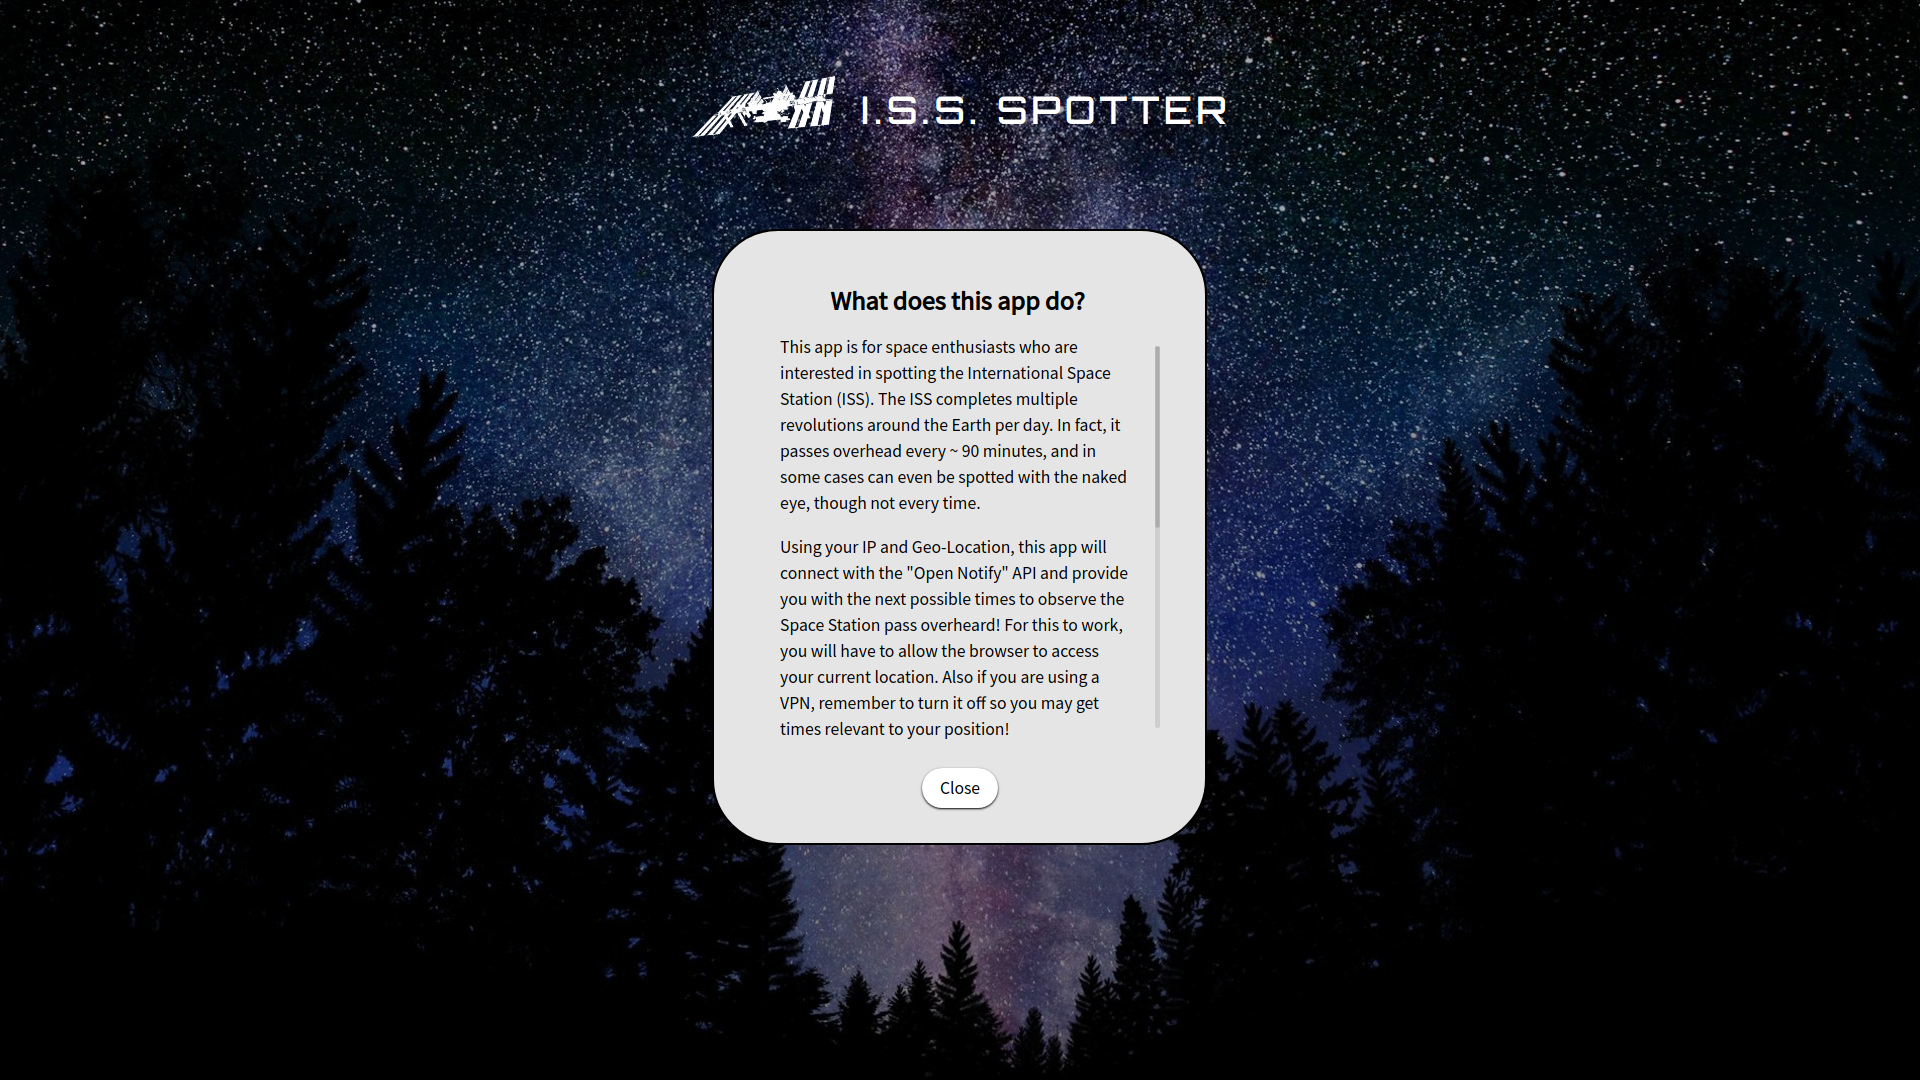 I.S.S. SPOTTER
What does this app do?
This app is for space enthusiasts who are
interested in spotting the International Space
Station (ISS). The ISS completes multiple
revolutions around the Earth per day. In fact, it
passes overhead every ~ 90 minutes, and in
some cases can even be spotted with the naked
eye, though not every time.
Using your IP and Geo-Location, this app will
connect with the "Open Notify" API and provide
you with the next possible times to observe the
Space Station pass overheard! For this to work,
you will have to allow the browser to access
your current location. Also if you are using a
VPN, remember to turn it off so you may get
times relevant to your position!
Close